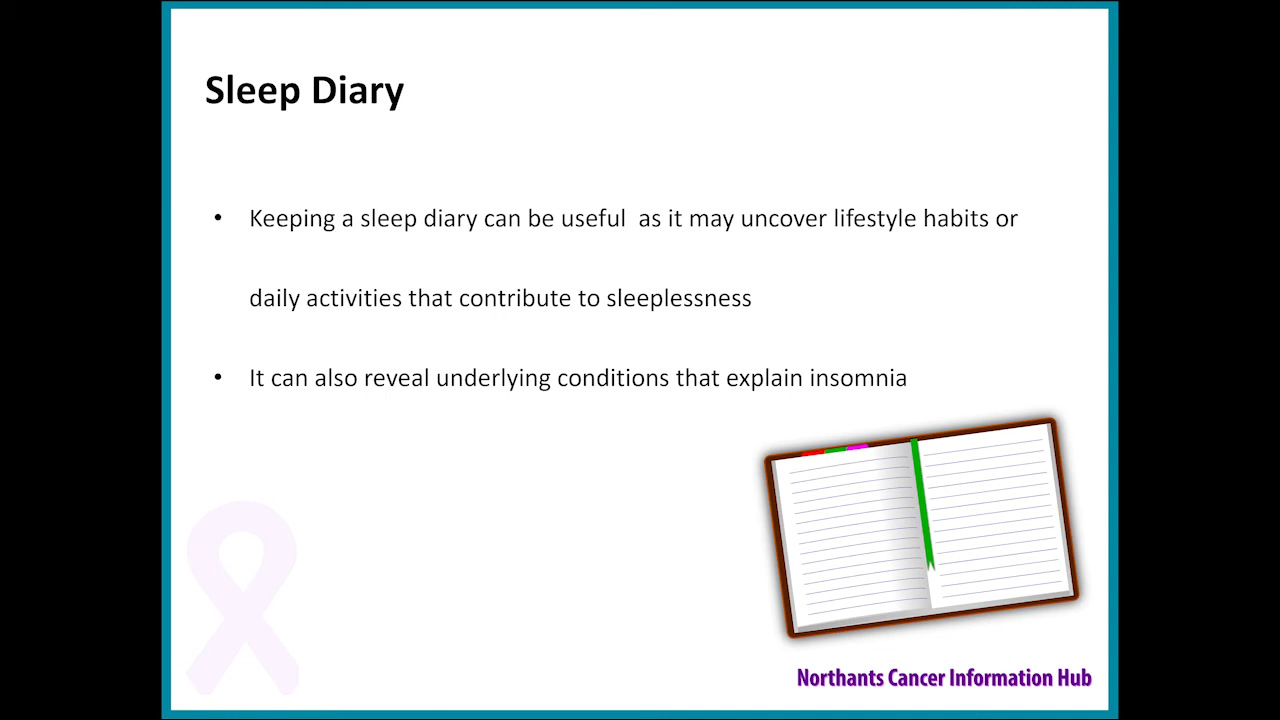 Sleep Diary
• Keeping a sleep diary can be useful  as it may uncover lifestyle habits or
daily activities that contribute to sleeplessness
• It can also reveal underlying conditions that explain insomnia
Northants Cancer Information Hub